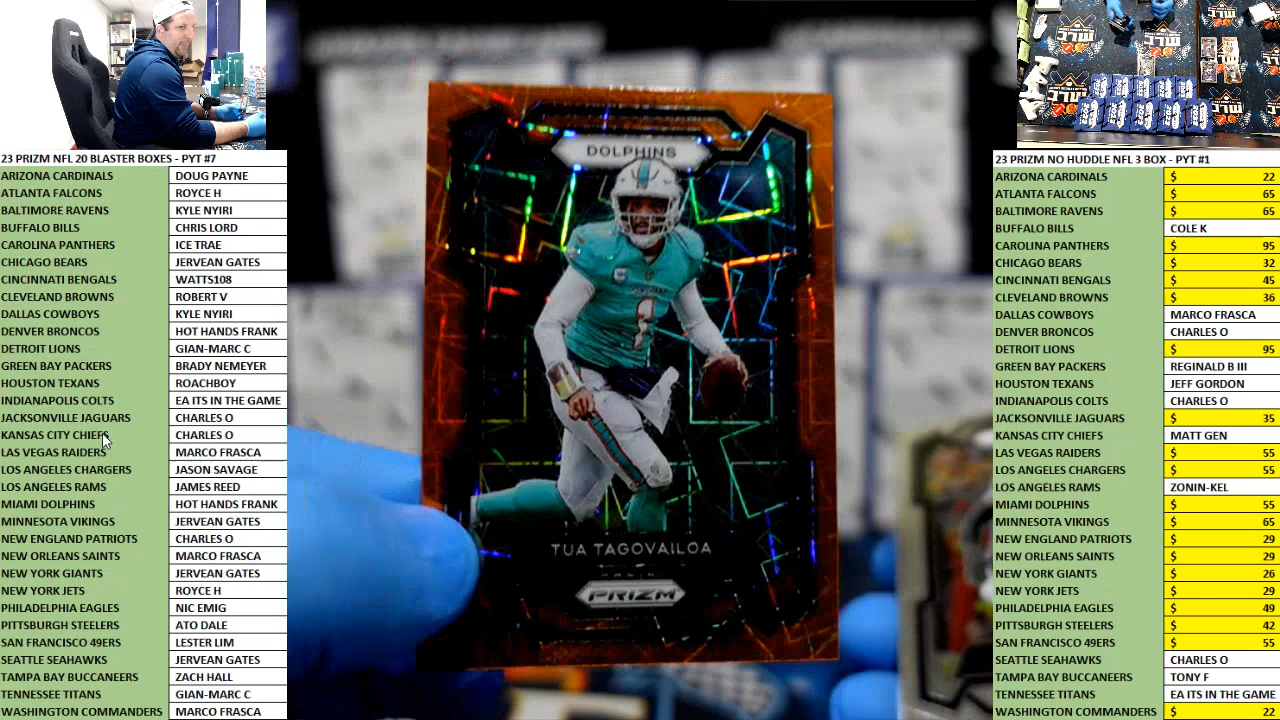 23 PRIZM NFL 20 BLASTER BOXES - PYT #7
ARIZONA CARDINALS DOUG PAYNE
ATLANTA FALCONS ROYCE H
BALTIMORE RAVENS KYLE NYIRI
BUFFALO BILLS CHRIS LORD
CAROLINA PANTHERS ICE TRAE
CHICAGO BEARS JERVEAN GATES
CINCINNATI BENGALS WATTS108
CLEVELAND BROWNS ROBERT V
DALLAS COWBOYS KYLE NYIRI
DENVER BRONCOS HOT HANDS FRANK
DETROIT LIONS GIAN-MARC C
GREEN BAY PACKERS BRADY NEMEYER
HOUSTON TEXANS ROACHBOY
INDIANAPOLIS COLTS EA ITS IN THE GAME
JACKSONVILLE JAGUARS CHARLES O
KANSAS CITY CHIEFS CHARLES O
LAS VEGAS RAIDERS MARCO FRASCA
LOS ANGELES CHARGERS JASON SAVAGE
LOS ANGELES RAMS JAMES REED
MIAMI DOLPHINS HOT HANDS FRANK
MINNESOTA VIKINGS JERVEAN GATES
NEW ENGLAND PATRIOTS CHARLES O
NEW ORLEANS SAINTS MARCO FRASCA
NEW YORK GIANTS JERVEAN GATES
NEW YORK JETS ROYCE H
PHILADELPHIA EAGLES NIC EMIG
PITTSBURGH STEELERS ATO DALE
SAN FRANCISCO 49ERS LESTER LIM
SEATTLE SEAHAWKS JERVEAN GATES
TAMPA BAY BUCCANEERS ZACH HALL
TENNESSEE TITANS GIAN-MARC C
WASHINGTON COMMANDERS MARCO FRASCA
DOLPHINS
1
TUA TAGOVAILOA
PANINI
PRIZM
23 PRIZM NO HUDDLE NFL 3 BOX - PYT #1
ARIZONA CARDINALS $ 22
ATLANTA FALCONS $ 65
BALTIMORE RAVENS $ 65
BUFFALO BILLS COLE K
CAROLINA PANTHERS $ 95
CHICAGO BEARS $ 32
CINCINNATI BENGALS $ 45
CLEVELAND BROWNS $ 36
DALLAS COWBOYS MARCO FRASCA
DENVER BRONCOS CHARLES O
DETROIT LIONS $ 95
GREEN BAY PACKERS REGINALD B III
HOUSTON TEXANS JEFF GORDON
INDIANAPOLIS COLTS CHARLES O
JACKSONVILLE JAGUARS $ 35
KANSAS CITY CHIEFS MATT GEN
LAS VEGAS RAIDERS $ 55
LOS ANGELES CHARGERS $ 55
LOS ANGELES RAMS ZONIN-KEL
MIAMI DOLPHINS $ 55
MINNESOTA VIKINGS $ 65
NEW ENGLAND PATRIOTS $ 29
NEW ORLEANS SAINTS $ 29
NEW YORK GIANTS $ 26
NEW YORK JETS $ 29
PHILADELPHIA EAGLES $ 49
PITTSBURGH STEELERS $ 42
SAN FRANCISCO 49ERS $ 55
SEATTLE SEAHAWKS CHARLES O
TAMPA BAY BUCCANEERS TONY F
TENNESSEE TITANS EA ITS IN THE GAME
WASHINGTON COMMANDERS $ 22